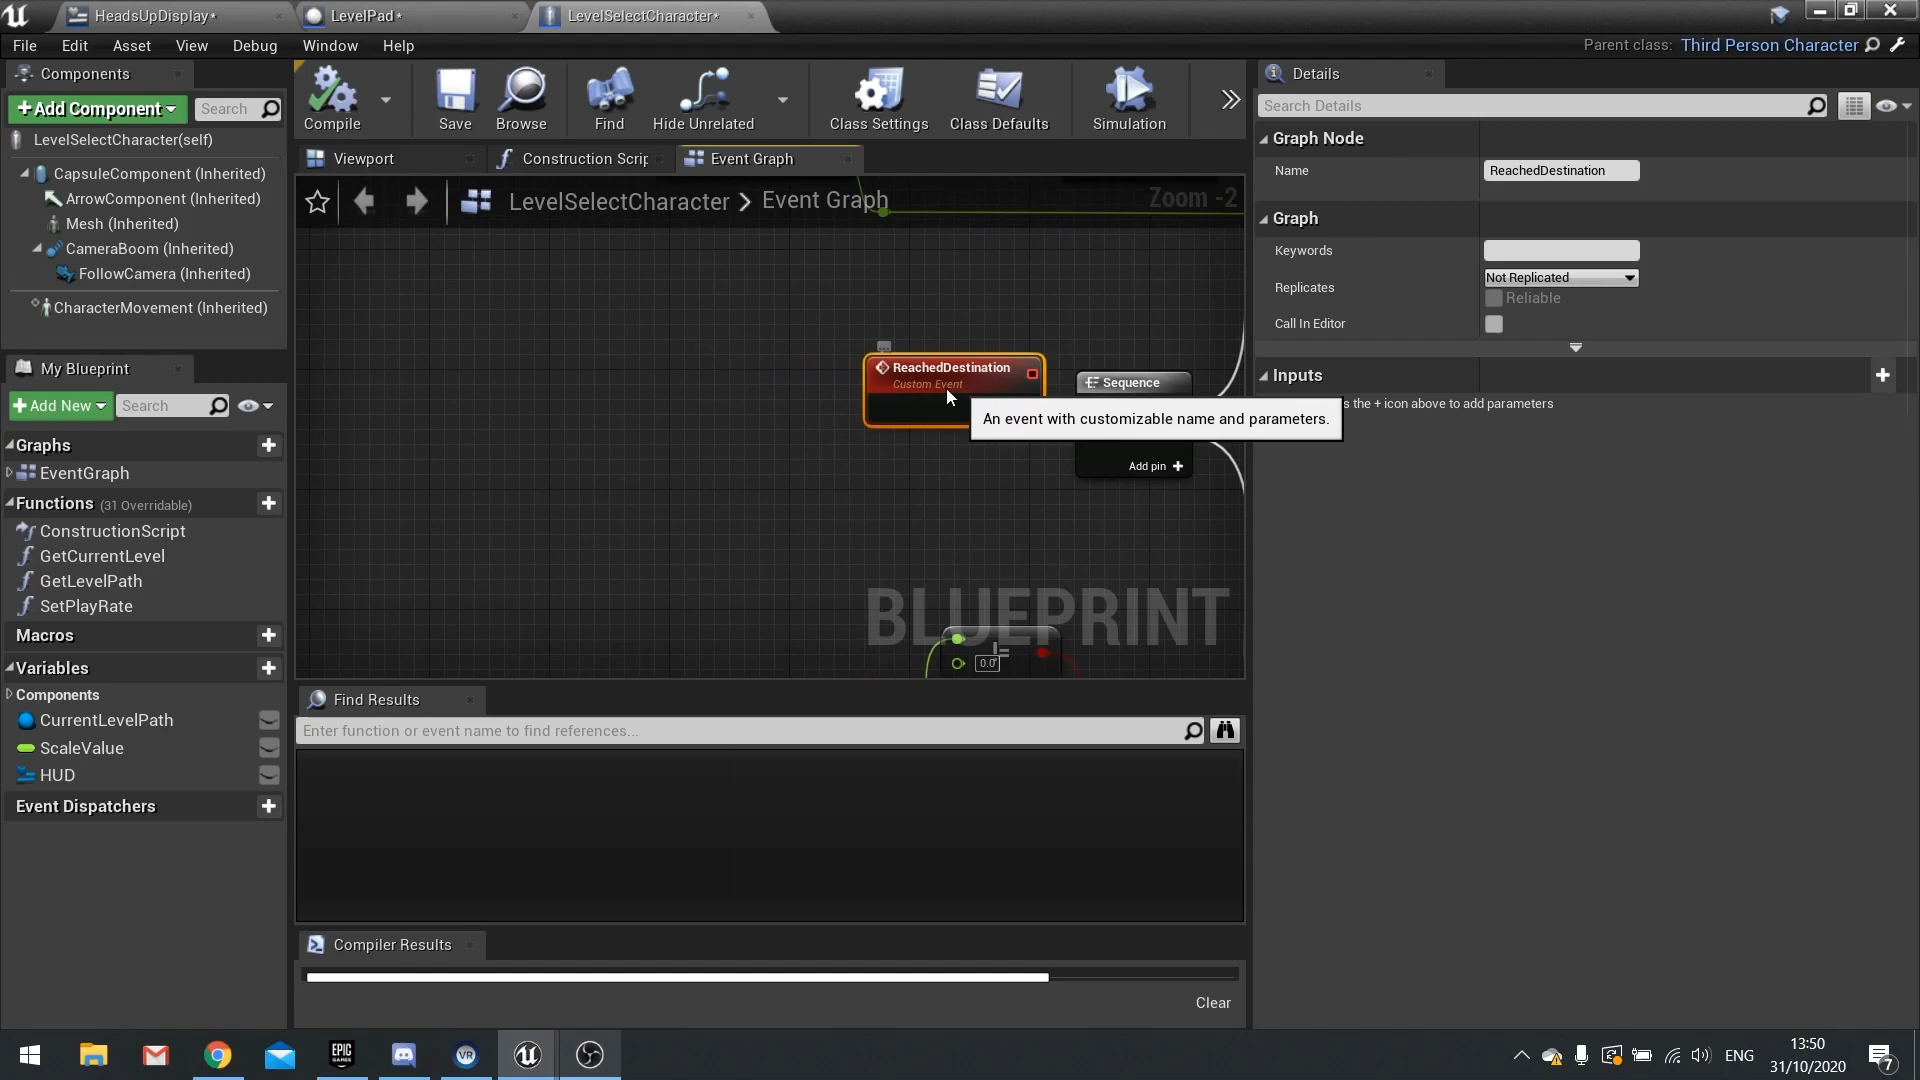 HeadsUpDisplay*
LevelPad*
LevelSelectCharacter*
File Edit Asset View Debug Window Help
Parent class: Third Person Character
Components
+Add Component
Search
LevelSelectCharacter(self)
CapsuleComponent (Inherited)
ArrowComponent (Inherited)
Mesh (Inherited)
CameraBoom (Inherited)
FollowCamera (Inherited)
CharacterMovement (Inherited)
My Blueprint
+Add New
Search
Graphs
EventGraph
Functions (31 Overridable)
ConstructionScript
GetCurrentLevel
GetLevelPath
SetPlayRate
Macros
Variables
Components
CurrentLevelPath
ScaleValue
HUD
Event Dispatchers
Compile
Save
Browse
Find
Hide Unrelated
Class Settings
Class Defaults
Simulation
Viewport
Construction Scrip
Event Graph
LevelSelectCharacter > Event Graph
Zoom -2
ReachedDestination
Custom Event
Sequence
An event with customizable name and parameters.
Add pin +
BLUEPRINT
!=
0.0
Find Results
Enter function or event name to find references...
Compiler Results
Clear
Details
Search Details
Graph Node
Name
ReachedDestination
Graph
Keywords
Replicates
Not Replicated
Reliable
Call In Editor
Inputs
s the + icon above to add parameters
EPIC
GAMES
VR
ENG
13:50
31/10/2020
7